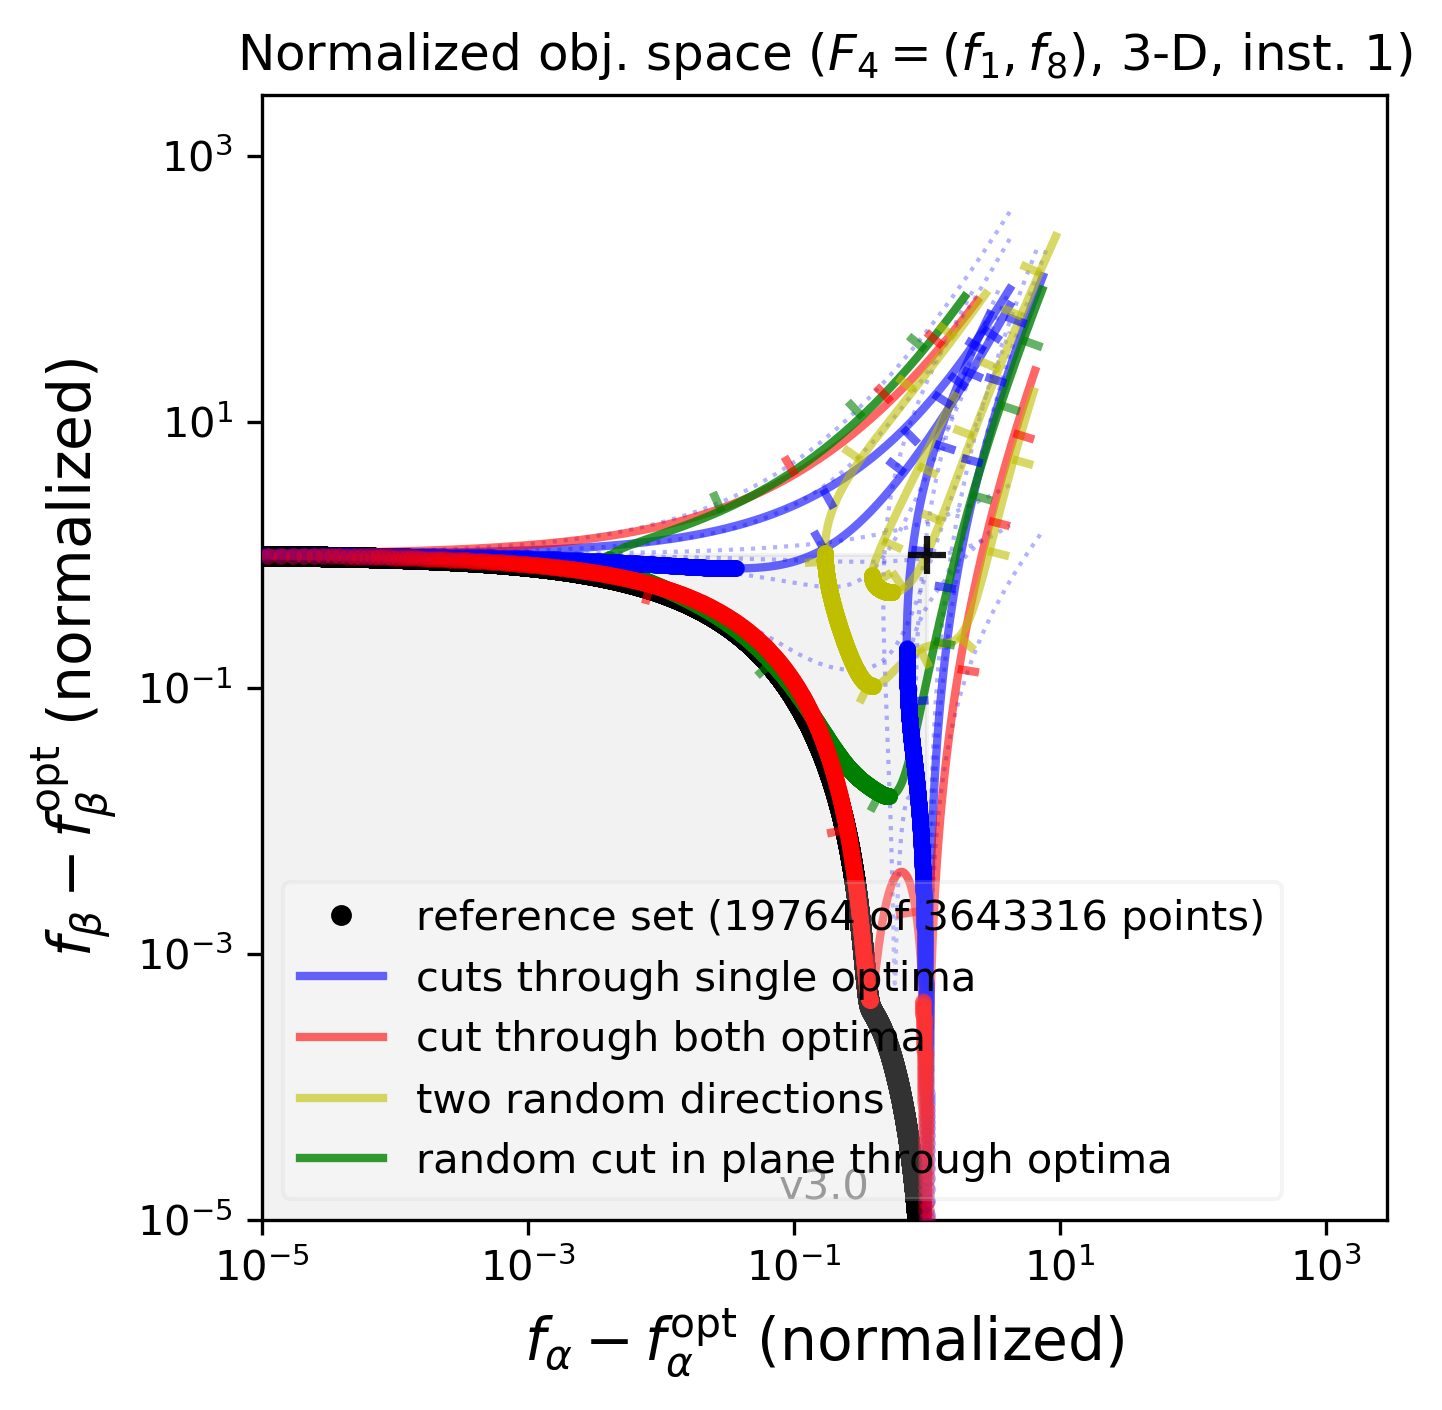 Normalized obj. space (F₄ = (f₁, f₈), 3-D, inst. 1)
f_β − f_β^opt (normalized)
10³
10¹
10⁻¹
10⁻³
10⁻⁵
reference set (19764 of 3643316 points)
cuts through single optima
cut through both optima
two random directions
random cut in plane through optima
v3.0
10⁻⁵ 10⁻³ 10⁻¹ 10¹ 10³
f_α − f_α^opt (normalized)